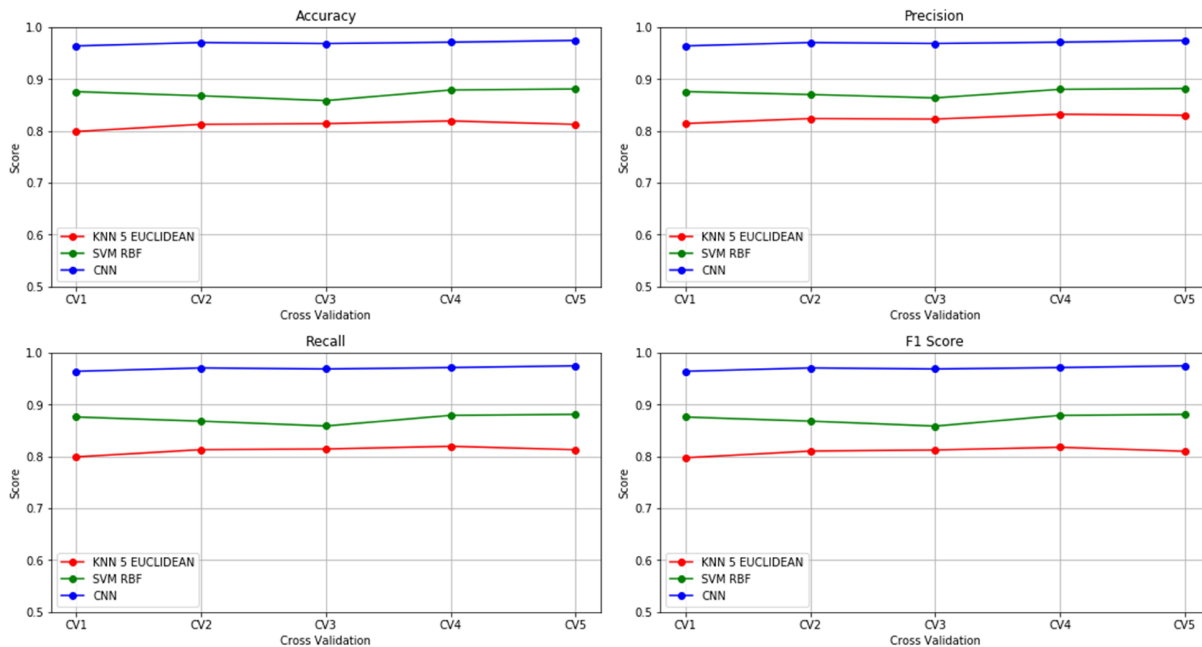 Accuracy
1.0
0.9
0.8
0.7
0.6
0.5
Score
KNN 5 EUCLIDEAN
SVM RBF
CNN
CV1 CV2 CV3 CV4 CV5
Cross Validation
Precision
1.0
0.9
0.8
0.7
0.6
0.5
Score
KNN 5 EUCLIDEAN
SVM RBF
CNN
CV1 CV2 CV3 CV4 CV5
Cross Validation
Recall
1.0
0.9
0.8
0.7
0.6
0.5
Score
KNN 5 EUCLIDEAN
SVM RBF
CNN
CV1 CV2 CV3 CV4 CV5
Cross Validation
F1 Score
1.0
0.9
0.8
0.7
0.6
0.5
Score
KNN 5 EUCLIDEAN
SVM RBF
CNN
CV1 CV2 CV3 CV4 CV5
Cross Validation